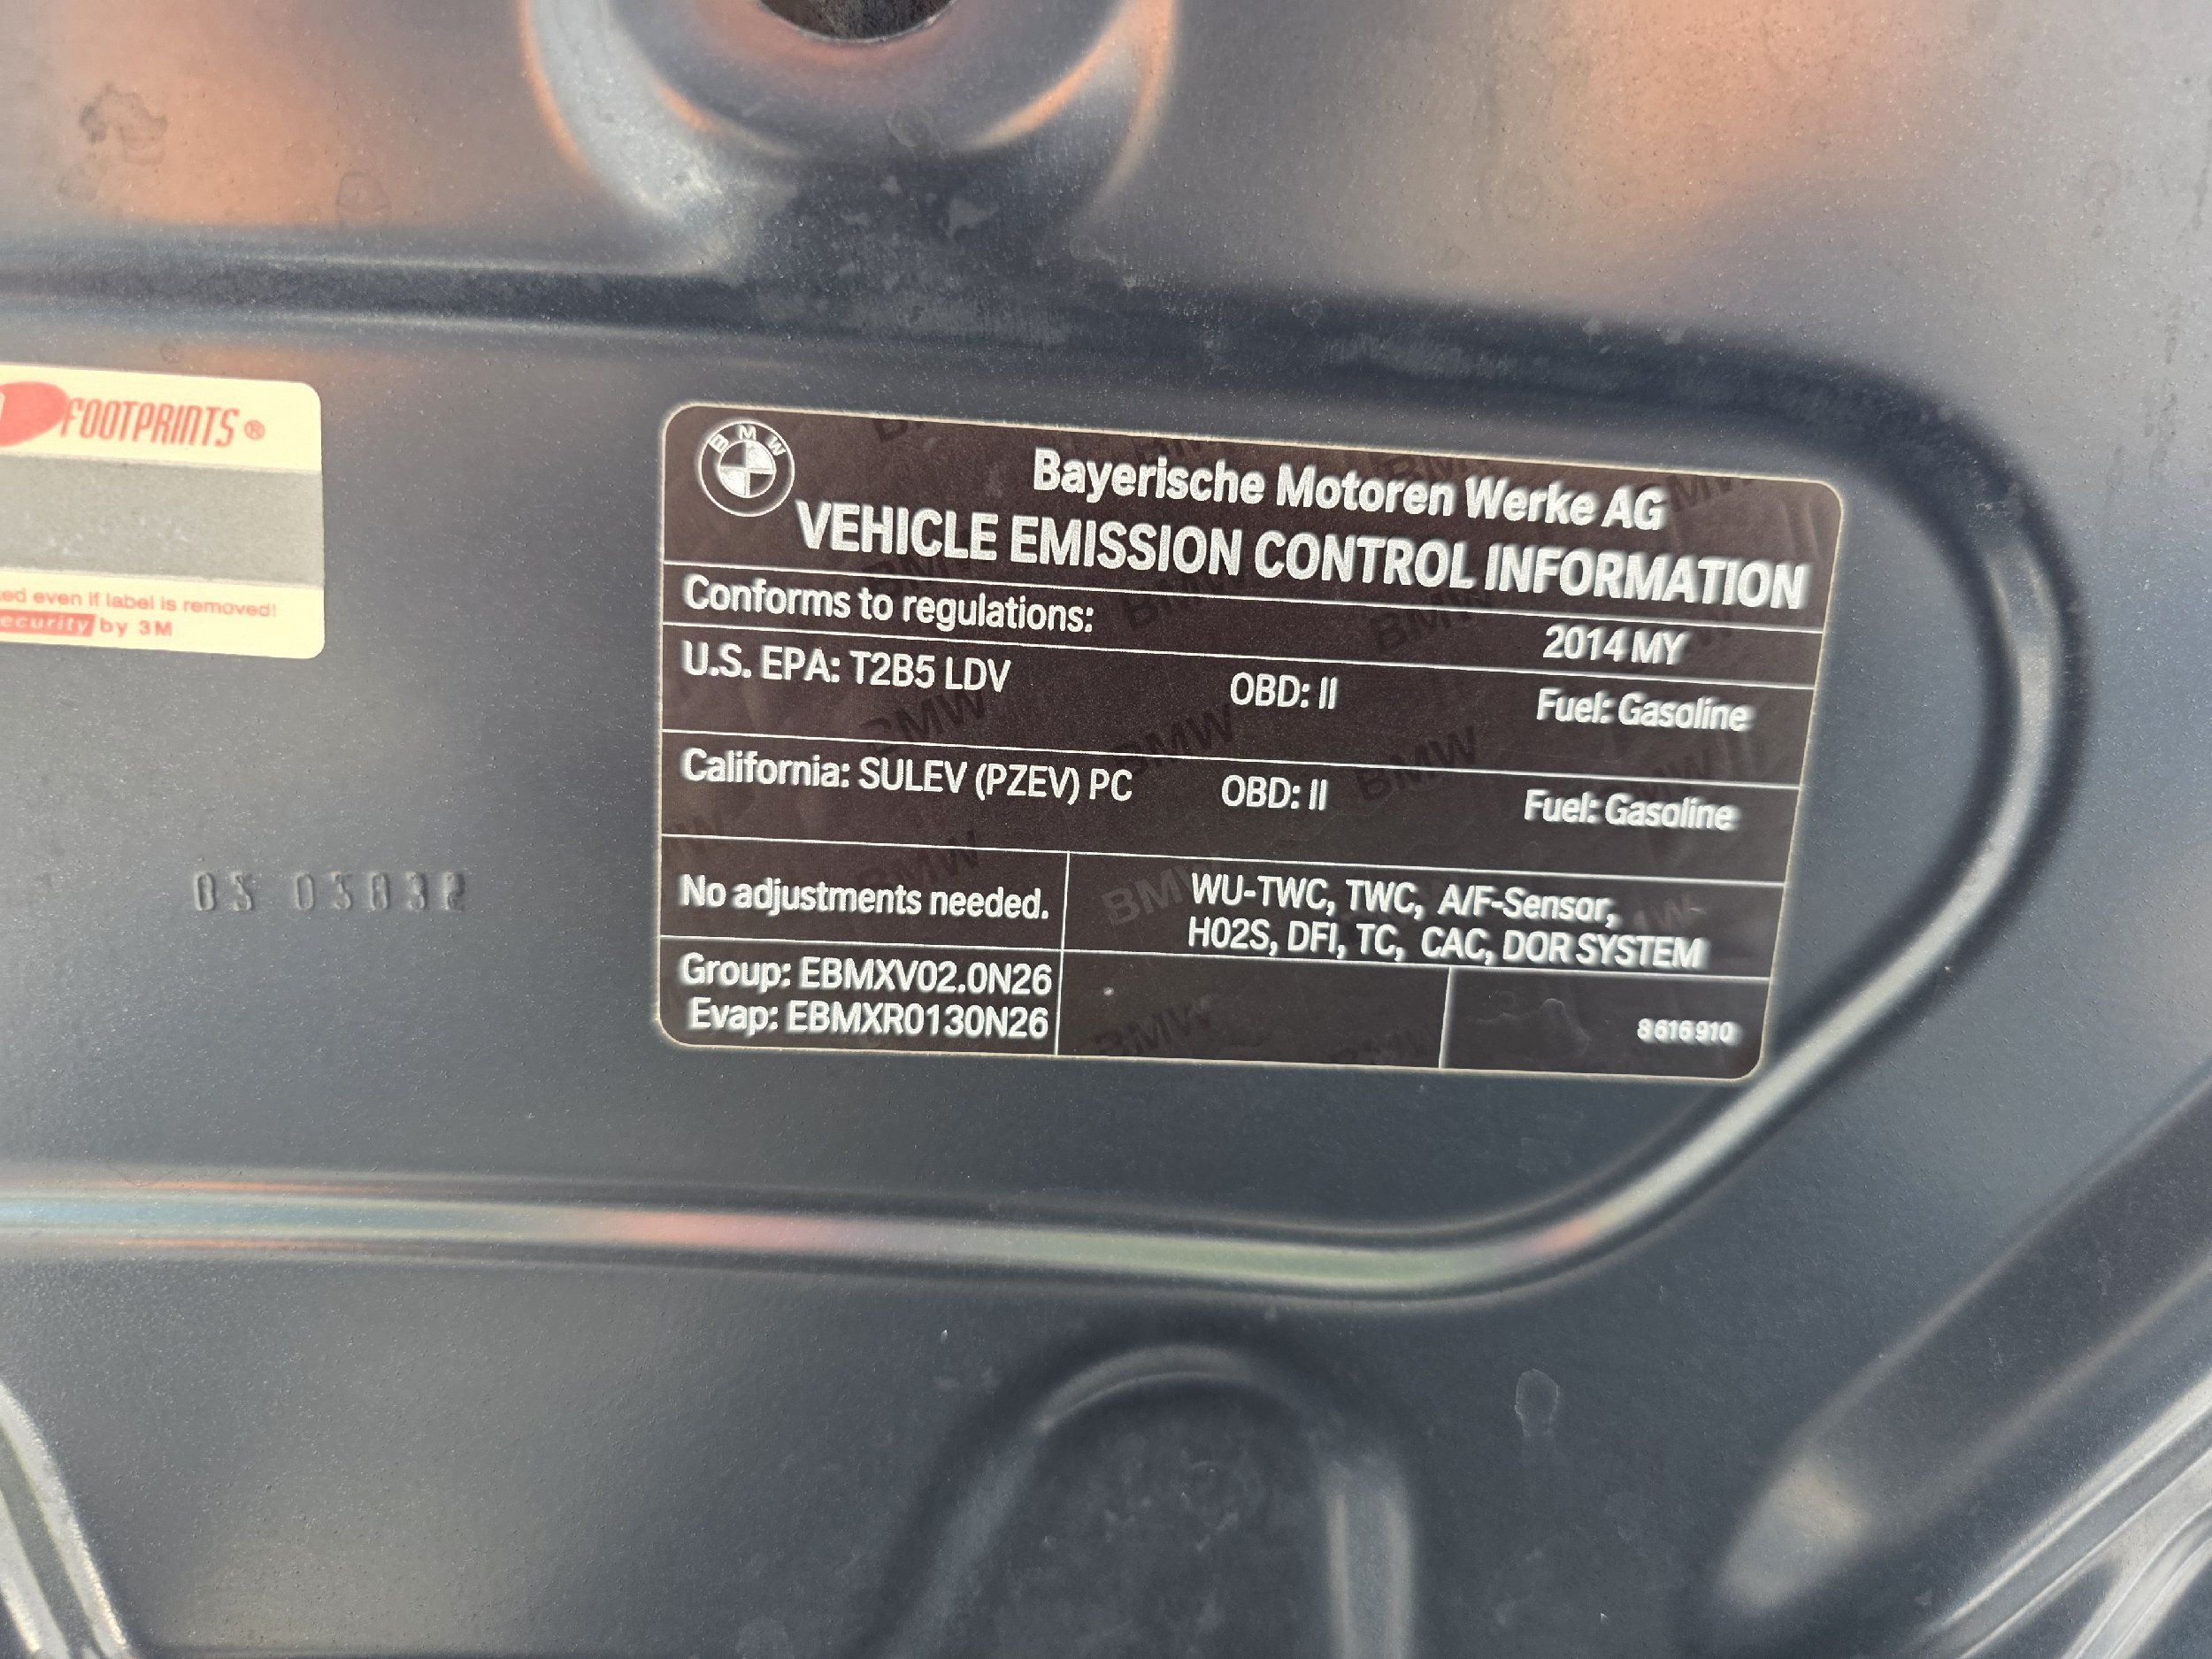 FOOTPRINTS®
ed even if label is removed!
ecurity by 3M
BMW
Bayerische Motoren Werke AG
VEHICLE EMISSION CONTROL INFORMATION
Conforms to regulations:
2014 MY
U.S. EPA: T2B5 LDV OBD: II Fuel: Gasoline
California: SULEV (PZEV) PC OBD: II Fuel: Gasoline
No adjustments needed.
WU-TWC, TWC, A/F-Sensor,
H02S, DFI, TC, CAC, DOR SYSTEM
Group: EBMXV02.0N26
Evap: EBMXR0130N26
8 616 910